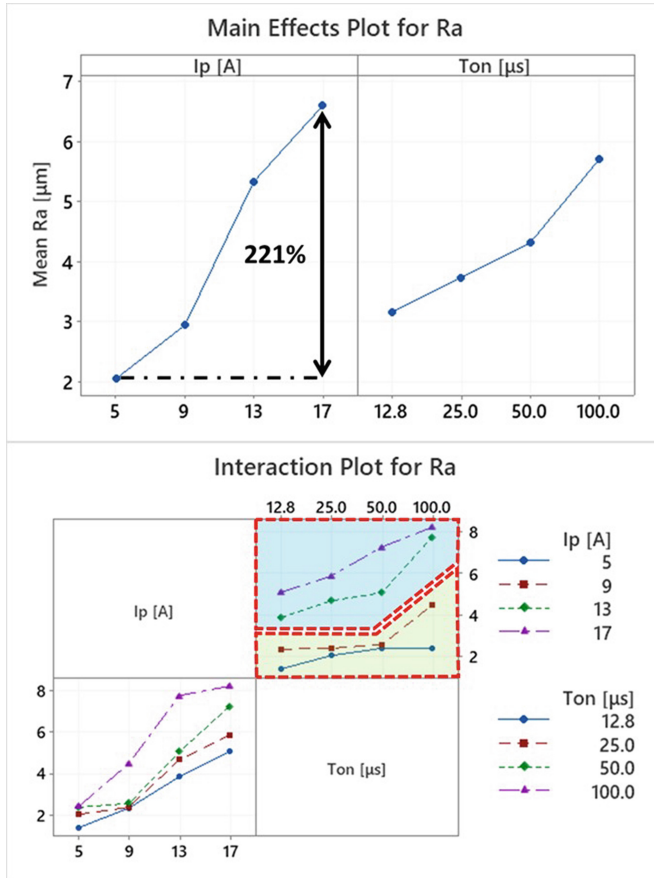 Main Effects Plot for Ra
Ip [A]
Ton [µs]
Mean Ra [µm]
7
6
5
4
3
2
221%
5 9 13 17
12.8 25.0 50.0 100.0
Interaction Plot for Ra
12.8 25.0 50.0 100.0
Ip [A]
8
6
4
2
Ip [A]
5
9
13
17
8
6
4
2
Ton [µs]
Ton [µs]
12.8
25.0
50.0
100.0
5 9 13 17